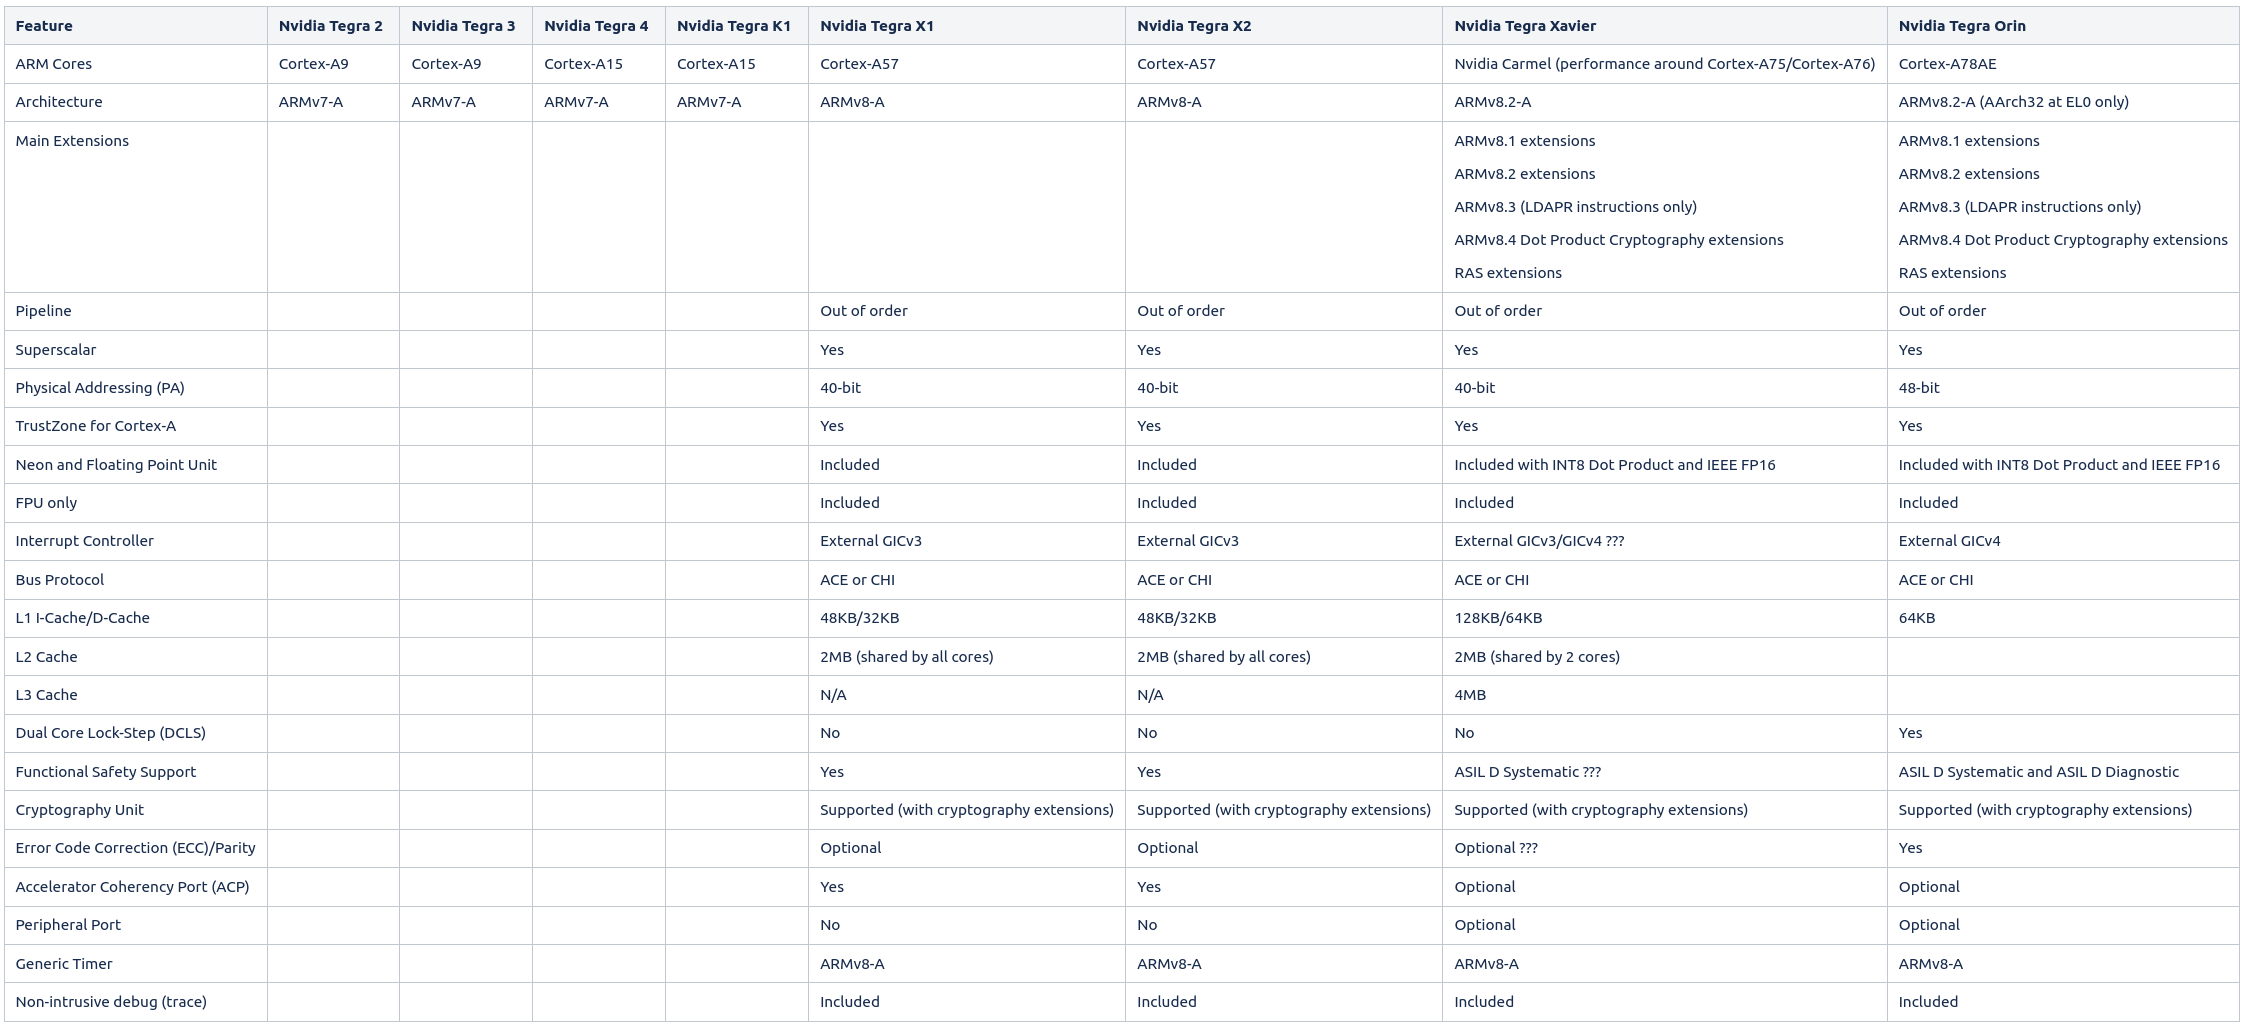 Feature Nvidia Tegra 2 Nvidia Tegra 3 Nvidia Tegra 4 Nvidia Tegra K1 Nvidia Tegra X1 Nvidia Tegra X2 Nvidia Tegra Xavier Nvidia Tegra Orin
ARM Cores Cortex-A9 Cortex-A9 Cortex-A15 Cortex-A15 Cortex-A57 Cortex-A57 Nvidia Carmel (performance around Cortex-A75/Cortex-A76) Cortex-A78AE
Architecture ARMv7-A ARMv7-A ARMv7-A ARMv7-A ARMv8-A ARMv8-A ARMv8.2-A ARMv8.2-A (AArch32 at EL0 only)
Main Extensions ARMv8.1 extensions ARMv8.1 extensions
ARMv8.2 extensions ARMv8.2 extensions
ARMv8.3 (LDAPR instructions only) ARMv8.3 (LDAPR instructions only)
ARMv8.4 Dot Product Cryptography extensions ARMv8.4 Dot Product Cryptography extensions
RAS extensions RAS extensions
Pipeline Out of order Out of order Out of order Out of order
Superscalar Yes Yes Yes Yes
Physical Addressing (PA) 40-bit 40-bit 40-bit 48-bit
TrustZone for Cortex-A Yes Yes Yes Yes
Neon and Floating Point Unit Included Included Included with INT8 Dot Product and IEEE FP16 Included with INT8 Dot Product and IEEE FP16
FPU only Included Included Included Included
Interrupt Controller External GICv3 External GICv3 External GICv3/GICv4 ??? External GICv4
Bus Protocol ACE or CHI ACE or CHI ACE or CHI ACE or CHI
L1 I-Cache/D-Cache 48KB/32KB 48KB/32KB 128KB/64KB 64KB
L2 Cache 2MB (shared by all cores) 2MB (shared by all cores) 2MB (shared by 2 cores)
L3 Cache N/A N/A 4MB
Dual Core Lock-Step (DCLS) No No No Yes
Functional Safety Support Yes Yes ASIL D Systematic ??? ASIL D Systematic and ASIL D Diagnostic
Cryptography Unit Supported (with cryptography extensions) Supported (with cryptography extensions) Supported (with cryptography extensions) Supported (with cryptography extensions)
Error Code Correction (ECC)/Parity Optional Optional Optional ??? Yes
Accelerator Coherency Port (ACP) Yes Yes Optional Optional
Peripheral Port No No Optional Optional
Generic Timer ARMv8-A ARMv8-A ARMv8-A ARMv8-A
Non-intrusive debug (trace) Included Included Included Included